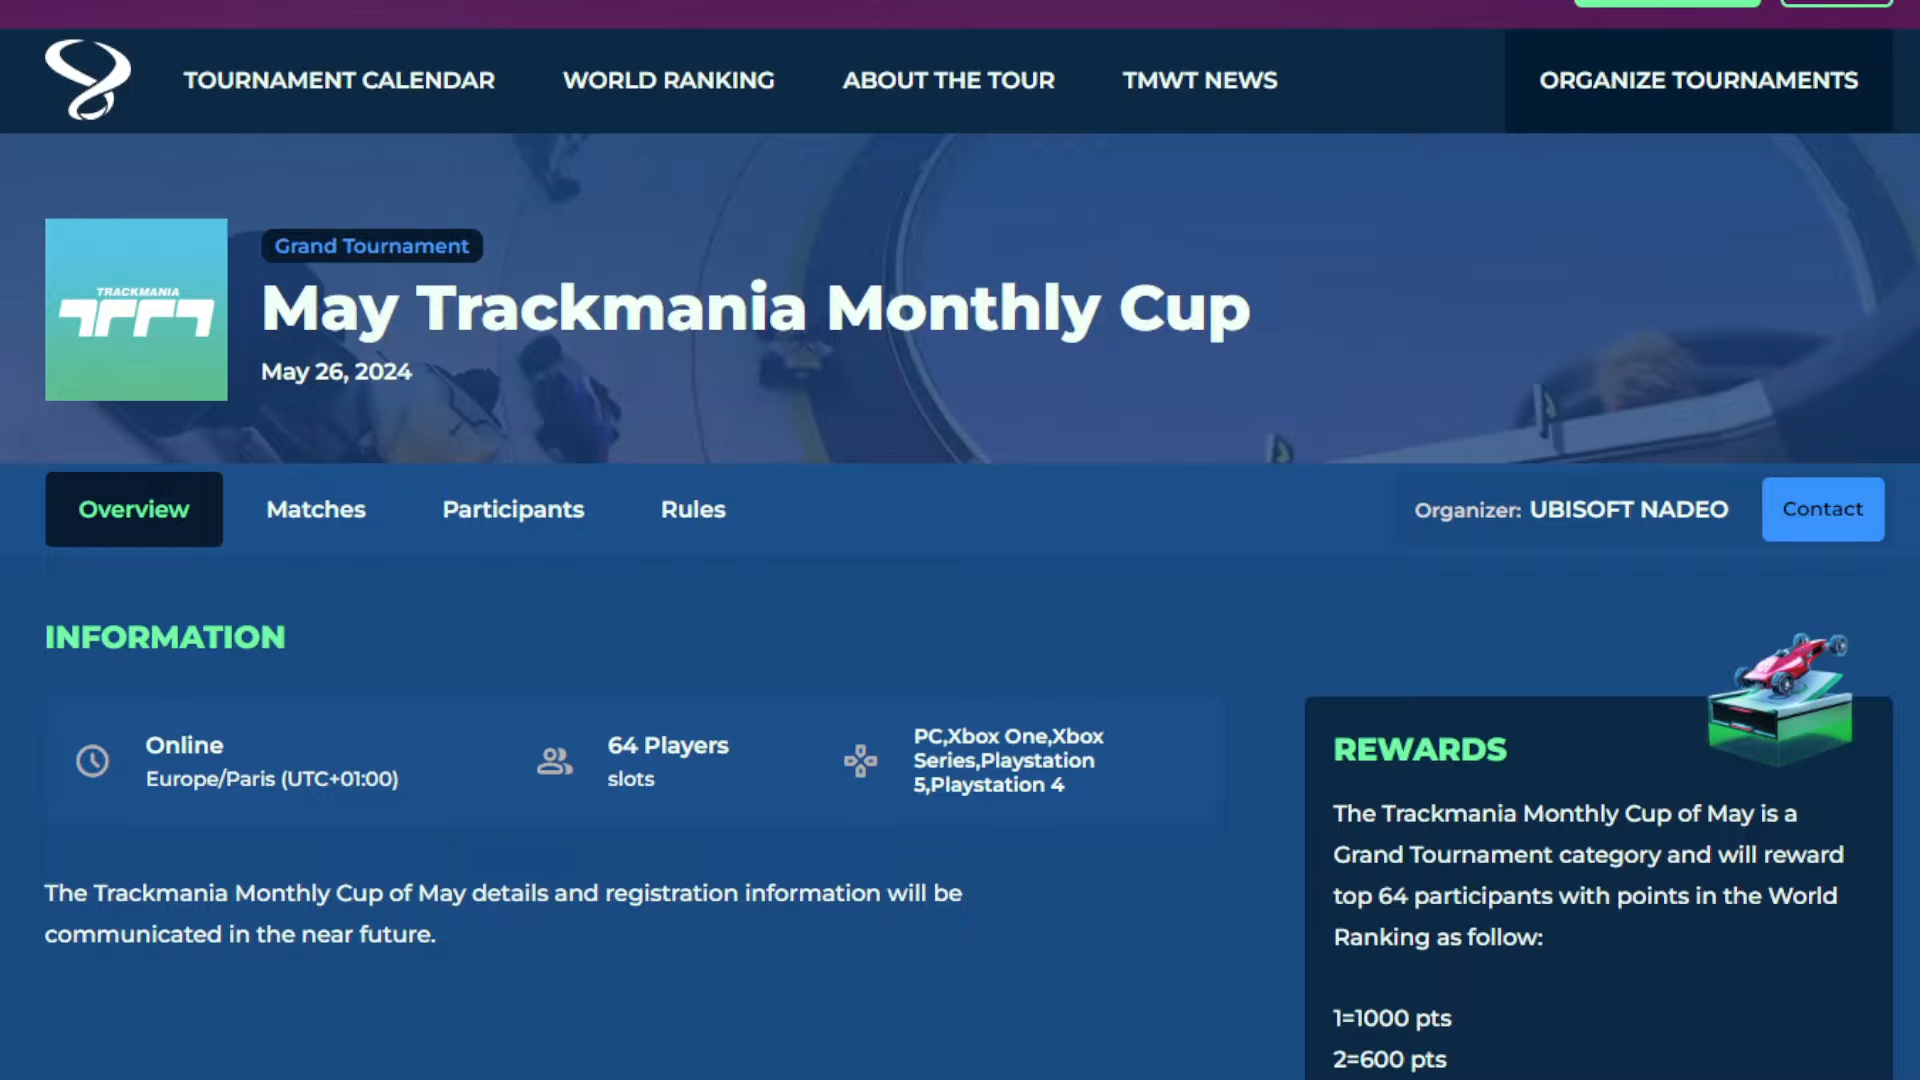 TOURNAMENT CALENDAR
WORLD RANKING
ABOUT THE TOUR
TMWT NEWS
ORGANIZE TOURNAMENTS
TRACKMANIA
Grand Tournament
May Trackmania Monthly Cup
May 26, 2024
Overview
Matches
Participants
Rules
Organizer: UBISOFT NADEO
Contact
INFORMATION
Online
Europe/Paris (UTC+01:00)
64 Players
slots
PC,Xbox One,Xbox
Series,Playstation
5,Playstation 4
The Trackmania Monthly Cup of May details and registration information will be
communicated in the near future.
REWARDS
The Trackmania Monthly Cup of May is a
Grand Tournament category and will reward
top 64 participants with points in the World
Ranking as follow:
1=1000 pts
2=600 pts